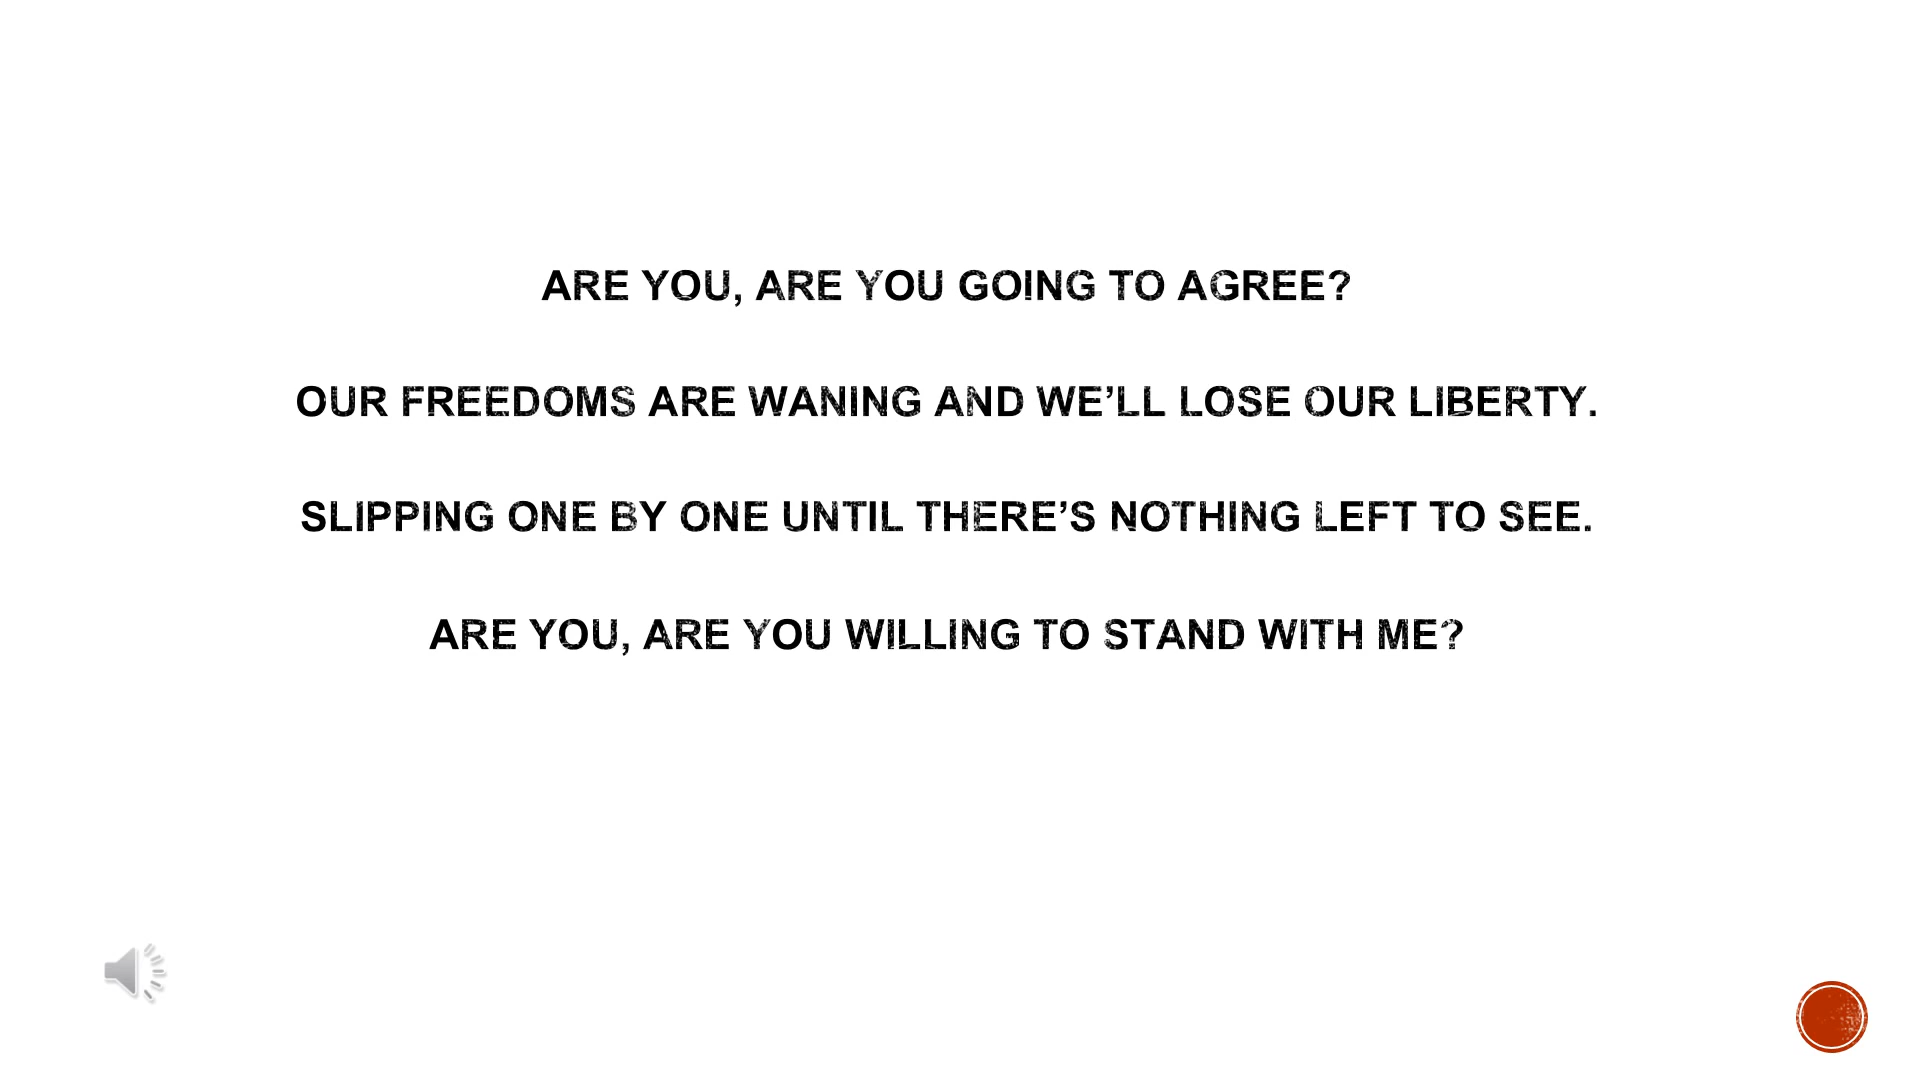 ARE YOU, ARE YOU GOING TO AGREE?
OUR FREEDOMS ARE WANING AND WE’LL LOSE OUR LIBERTY.
SLIPPING ONE BY ONE UNTIL THERE’S NOTHING LEFT TO SEE.
ARE YOU, ARE YOU WILLING TO STAND WITH ME?